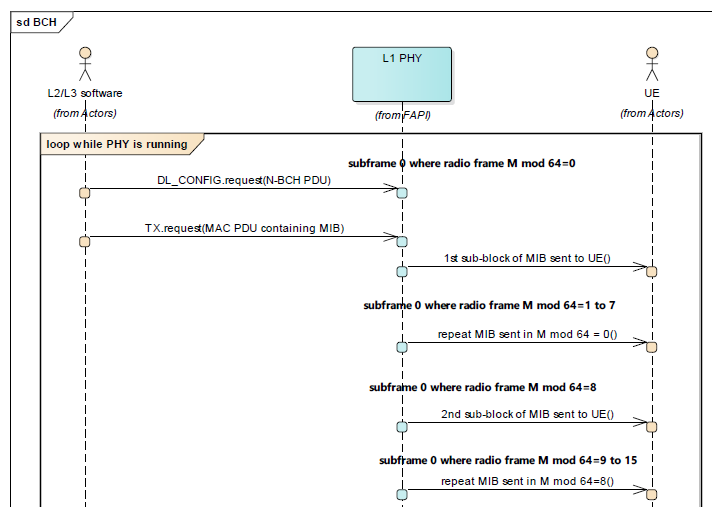 sd BCH
L2/L3 software
(from Actors)
L1 PHY
(from FAPI)
UE
(from Actors)
loop while PHY is running
subframe 0 where radio frame M mod 64=0
DL_CONFIG.request(N-BCH PDU)
TX.request(MAC PDU containing MIB)
1st sub-block of MIB sent to UE()
subframe 0 where radio frame M mod 64=1 to 7
repeat MIB sent in M mod 64 = 0()
subframe 0 where radio frame M mod 64=8
2nd sub-block of MIB sent to UE()
subframe 0 where radio frame M mod 64=9 to 15
repeat MIB sent in M mod 64=8()